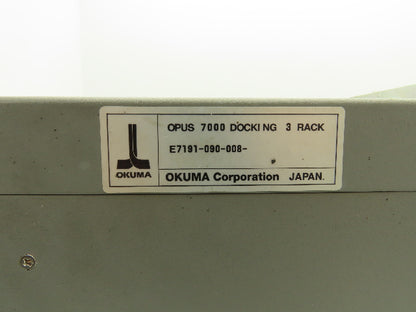 OPUS 7000 DOCKING 3 RACK
E7191-090-008-
OKUMA
OKUMA Corporation JAPAN.